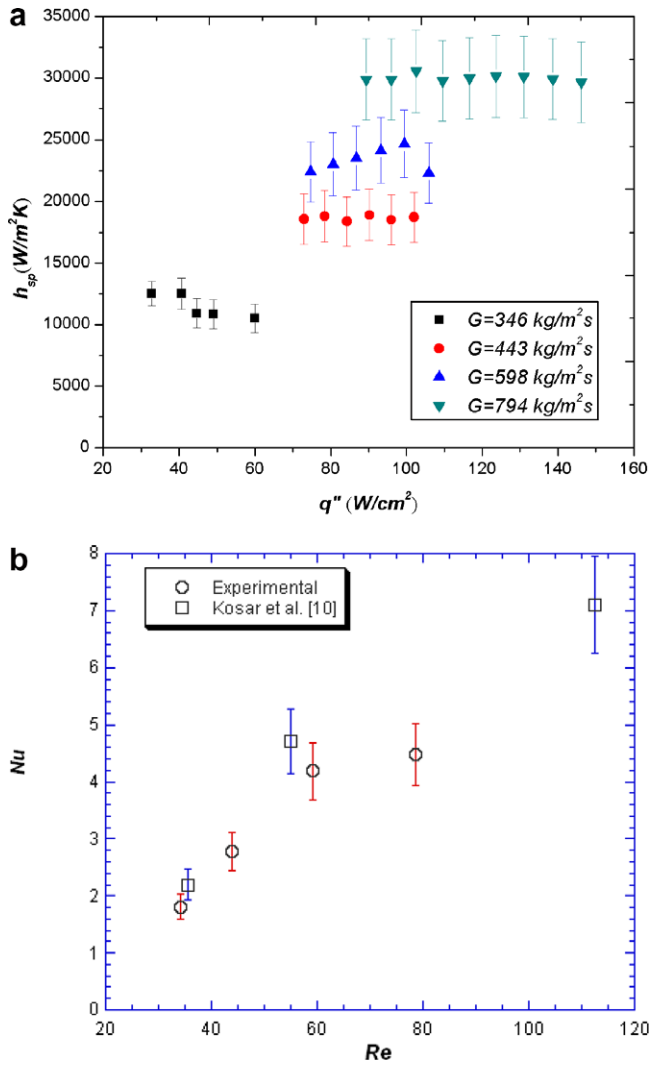 a
35000
30000
25000
20000
15000
10000
5000
0
h_sp (W/m²K)
G=346 kg/m²s
G=443 kg/m²s
G=598 kg/m²s
G=794 kg/m²s
20 40 60 80 100 120 140 160
q" (W/cm²)
b
8
7
6
5
4
3
2
1
0
Nu
Experimental
Kosar et al. [10]
20 40 60 80 100 120
Re